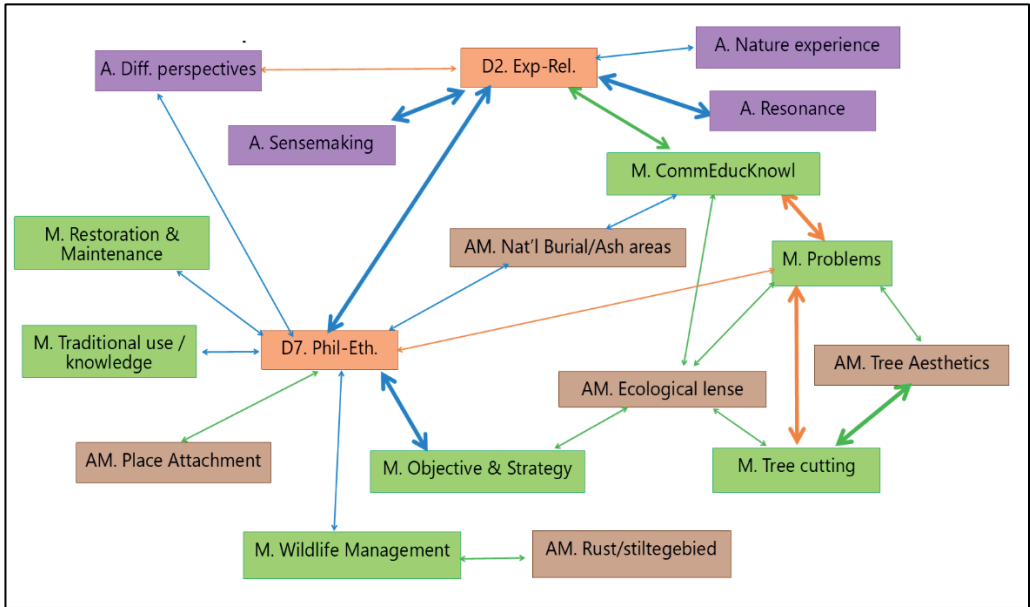 A. Nature experience
A. Diff. perspectives
D2. Exp-Rel.
A. Resonance
A. Sensemaking
M. CommEducKnowl
M. Restoration &
Maintenance
AM. Nat'l Burial/Ash areas
M. Problems
M. Traditional use /
knowledge
D7. Phil-Eth.
AM. Tree Aesthetics
AM. Ecological lense
AM. Place Attachment
M. Objective & Strategy
M. Tree cutting
M. Wildlife Management
AM. Rust/stiltegebied